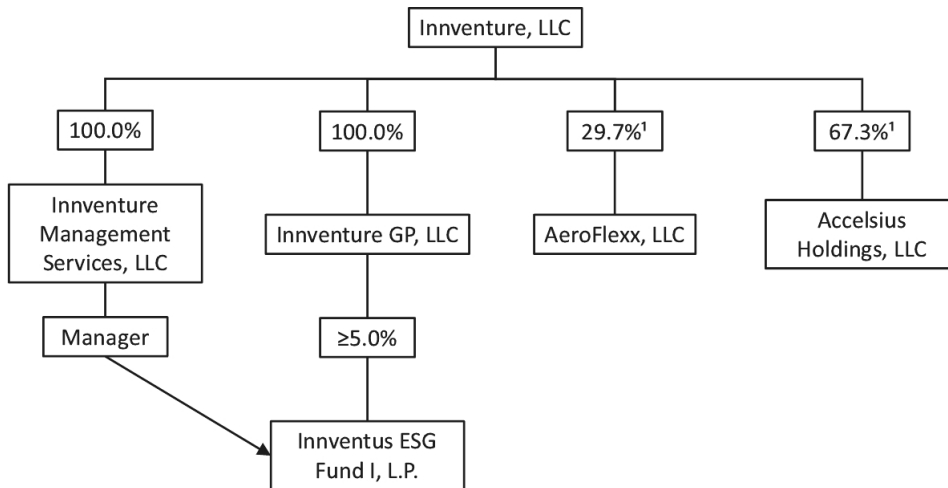 Innventure, LLC
100.0%
100.0%
29.7%¹
67.3%¹
Innventure
Management
Services, LLC
Innventure GP, LLC
AeroFlexx, LLC
Accelsius
Holdings, LLC
Manager
≥5.0%
Innventus ESG
Fund I, L.P.